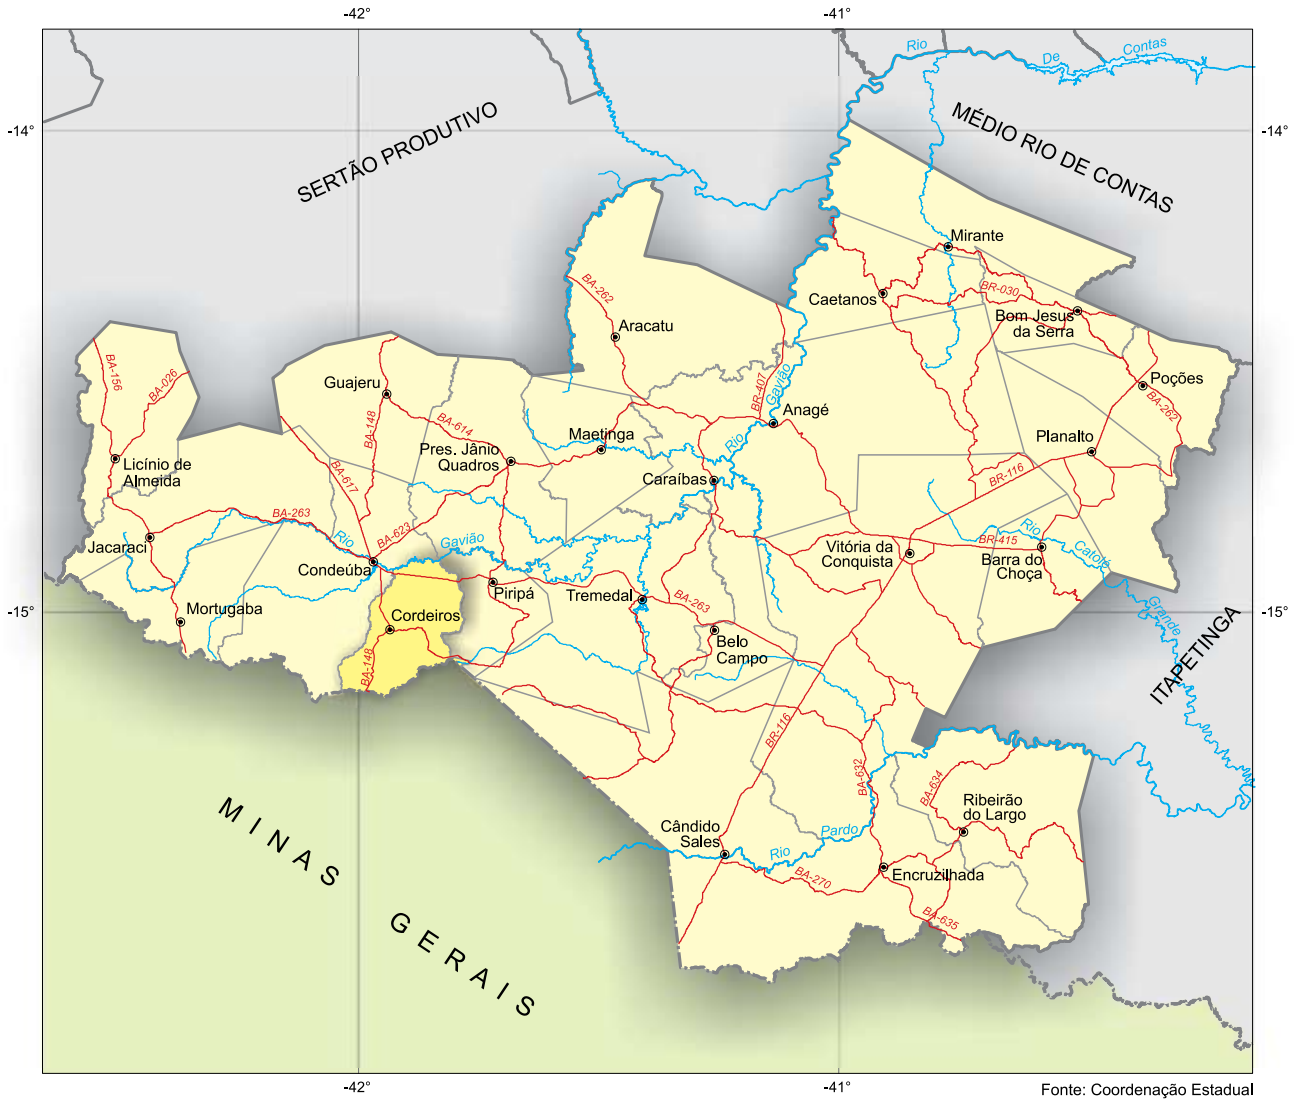 -42°
-41°
Rio
De
Contas
-14°
-14°
SERTÃO PRODUTIVO
MÉDIO RIO DE CONTAS
Mirante
BA-262
Caetanos
BR-030
Bom Jesus
da Serra
Aracatu
BA-156
BA-026
Guajeru
BR-407
Gavião
Poções
BA-262
BA-148
BA-614
Anagé
Maetinga
Rio
Planalto
Pres. Jânio
Quadros
Licínio de
Almeida
BA-617
Caraíbas
BR-116
BA-263
Rio
BA-623
Gavião
Rio
Catolé
Jacaraci
BR-415
Vitória da
Conquista
Barra do
Choça
Condeúba
Piripá
Tremedal
BA-263
Grande
Mortugaba
Cordeiros
-15°
-15°
Belo
Campo
BA-148
ITAPETINGA
BR-116
BA-632
BA-634
Ribeirão
do Largo
Cândido
Sales
Pardo
Rio
BA-270
Encruzilhada
BA-635
MINAS
GERAIS
-42°
-41°
Fonte: Coordenação Estadual